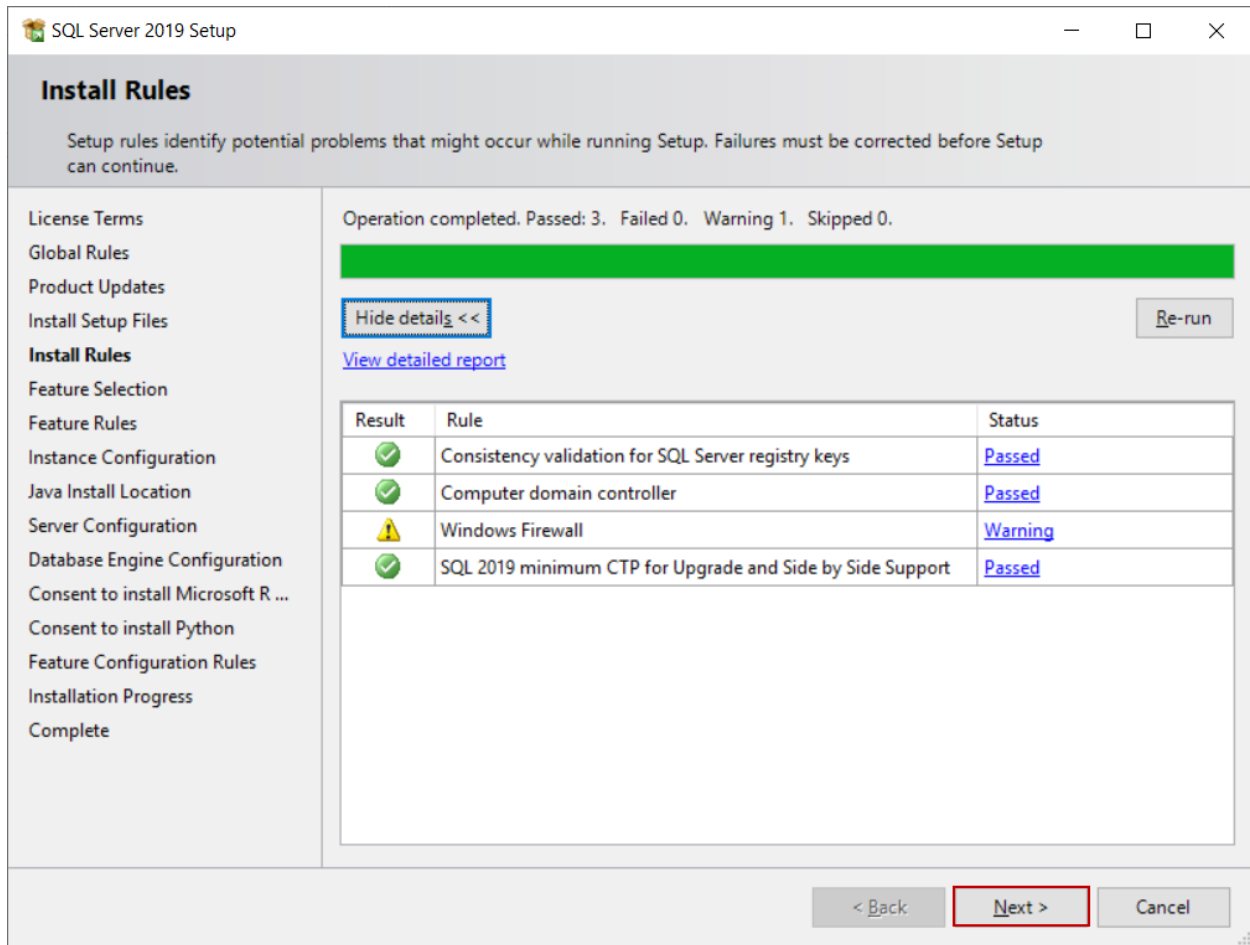 SQL Server 2019 Setup
Install Rules
Setup rules identify potential problems that might occur while running Setup. Failures must be corrected before Setup
can continue.
License Terms
Global Rules
Product Updates
Install Setup Files
Install Rules
Feature Selection
Feature Rules
Instance Configuration
Java Install Location
Server Configuration
Database Engine Configuration
Consent to install Microsoft R ...
Consent to install Python
Feature Configuration Rules
Installation Progress
Complete
Operation completed. Passed: 3. Failed 0. Warning 1. Skipped 0.
Hide details <<
Re-run
View detailed report
Result Rule Status
Consistency validation for SQL Server registry keys Passed
Computer domain controller Passed
Windows Firewall Warning
SQL 2019 minimum CTP for Upgrade and Side by Side Support Passed
< Back Next > Cancel